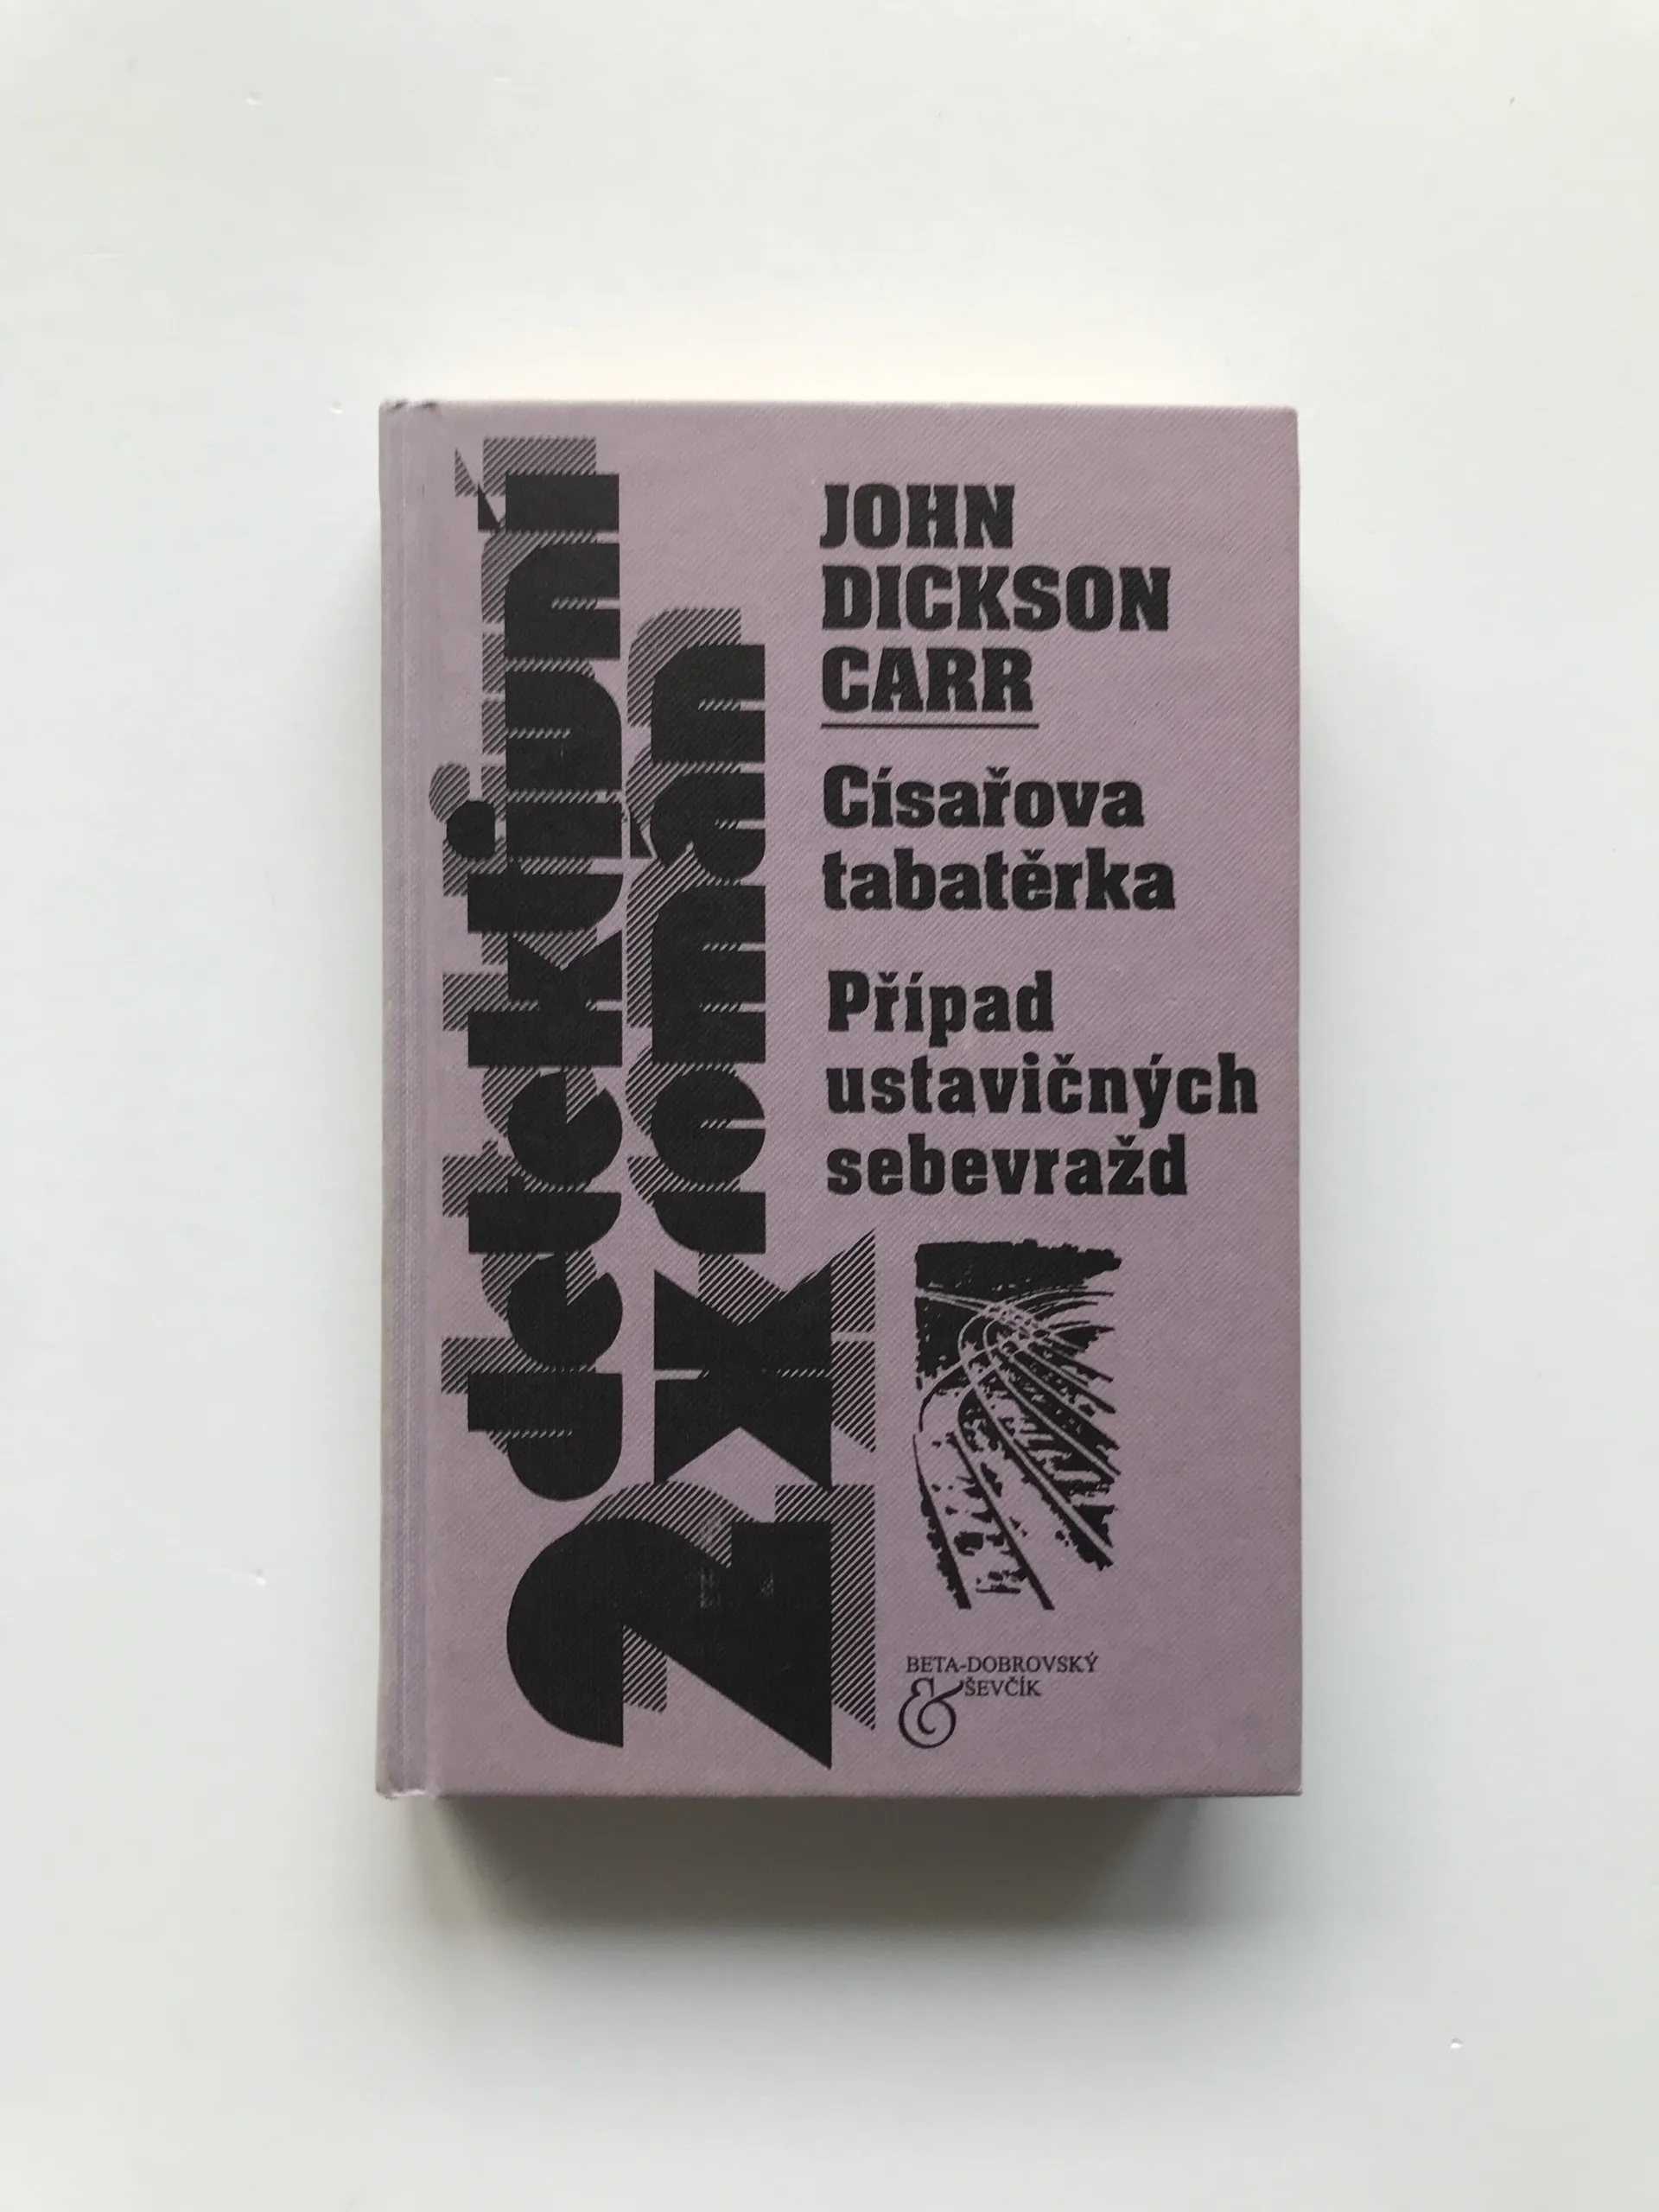 2x detektivní
román
JOHN
DICKSON
CARR
Císařova
tabatěrka
Případ
ustavičných
sebevražd
BETA-DOBROVSKÝ
& ŠEVČÍK